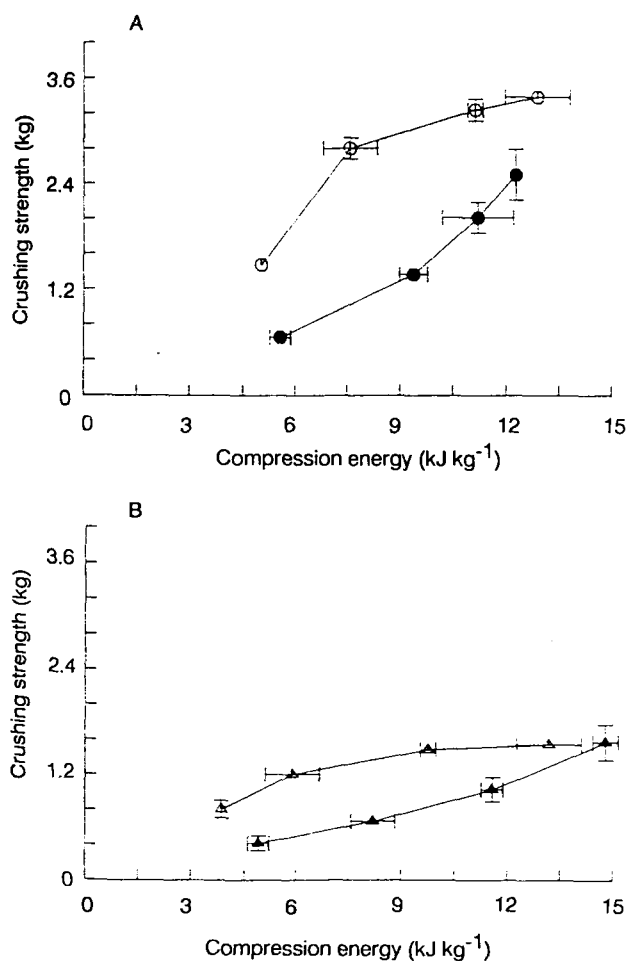 A
3.6
2.4
1.2
0
Crushing strength (kg)
0 3 6 9 12 15
Compression energy (kJ kg⁻¹)
B
3.6
2.4
1.2
0
Crushing strength (kg)
0 3 6 9 12 15
Compression energy (kJ kg⁻¹)